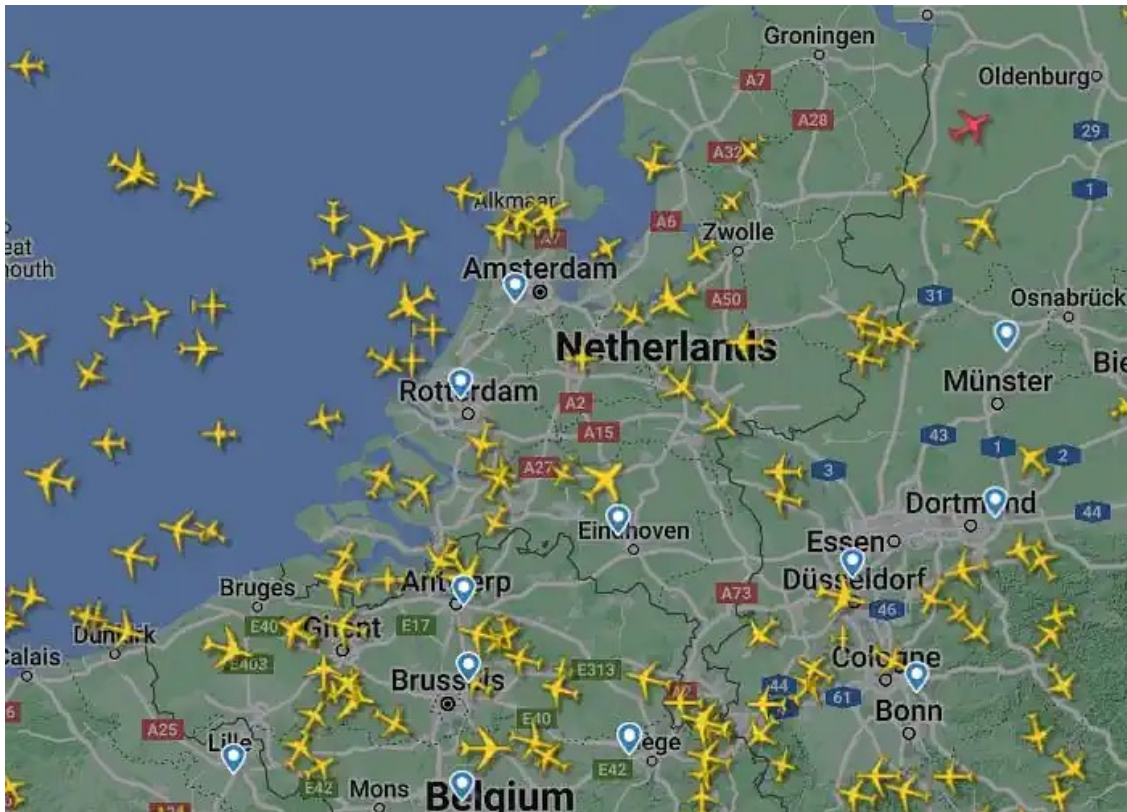 Groningen
A7
Oldenburg
A28
29
A32
1
Alkmaar
A6
A7
Zwolle
Amsterdam
A50
31
Osnabrück
Netherlands
Rotterdam
Münster
A2
A15
43
1
2
A27
3
Dortmund
44
Eindhoven
Essen
Bruges
Antwerp
Düsseldorf
A73
46
E40
Ghent
E17
Dunkirk
Calais
E403
Cologne
E313
Brussels
44
61
A25
E40
Bonn
Lille
E42
E42
Mons
Belgium